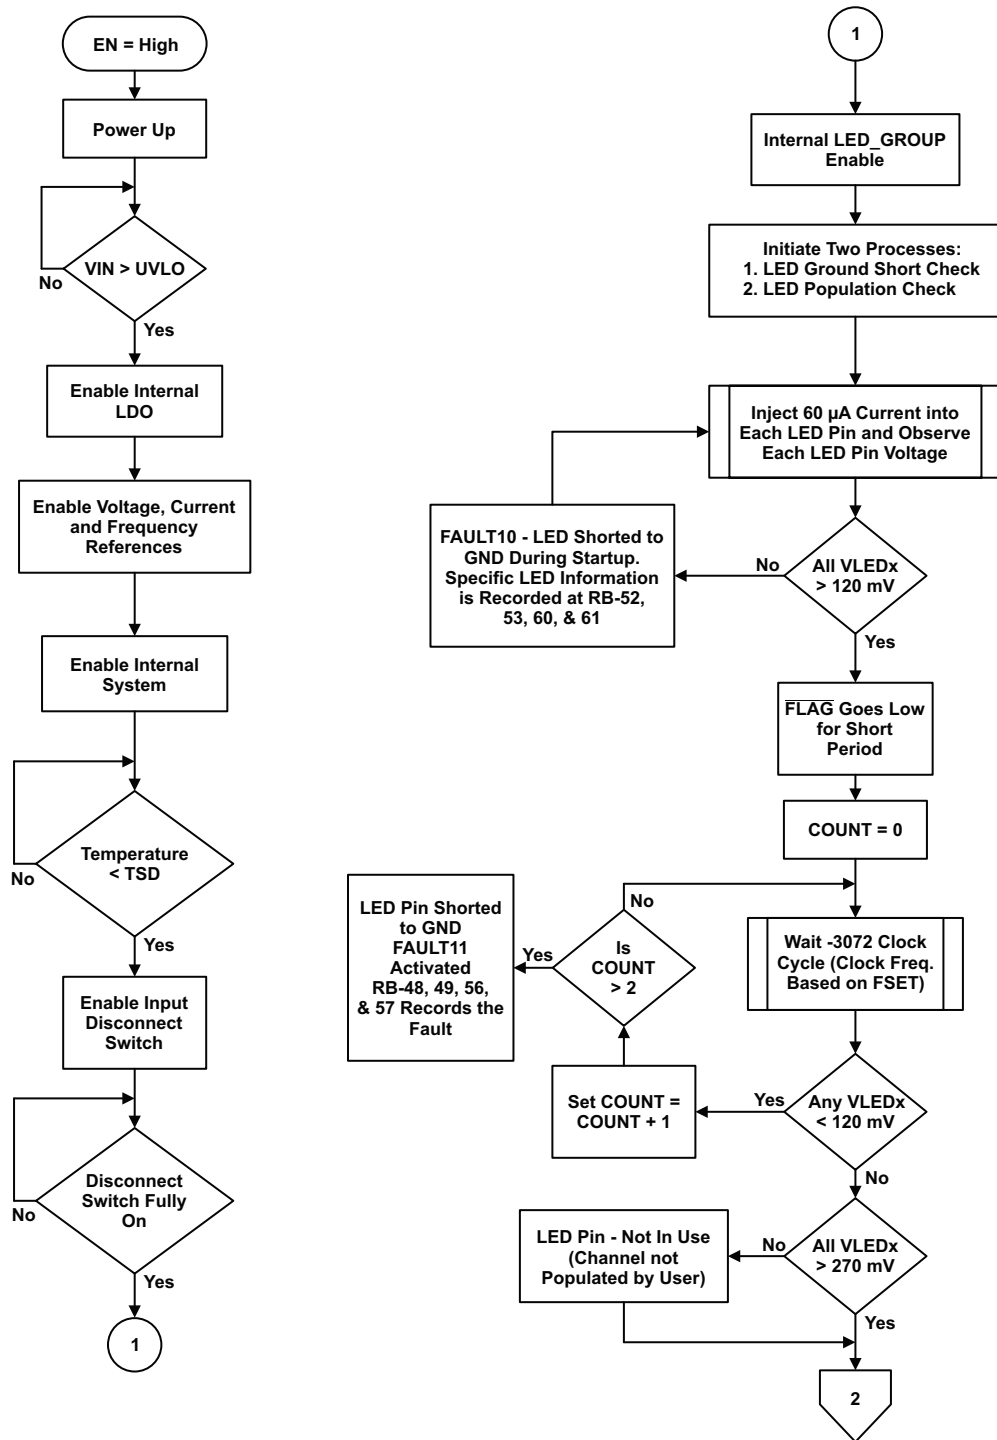 EN = High
Power Up
VIN > UVLO
No
Yes
Enable Internal
LDO
Enable Voltage, Current
and Frequency
References
Enable Internal
System
Temperature
< TSD
No
Yes
Enable Input
Disconnect
Switch
Disconnect
Switch Fully
On
No
Yes
1
1
Internal LED_GROUP
Enable
Initiate Two Processes:
1. LED Ground Short Check
2. LED Population Check
Inject 60 µA Current into
Each LED Pin and Observe
Each LED Pin Voltage
All VLEDx
> 120 mV
No
FAULT10 - LED Shorted to
GND During Startup.
Specific LED Information
is Recorded at RB-52,
53, 60, & 61
Yes
FLAG Goes Low
for Short
Period
COUNT = 0
Wait -3072 Clock
Cycle (Clock Freq.
Based on FSET)
Any VLEDx
< 120 mV
Yes
Set COUNT =
COUNT + 1
Is
COUNT
> 2
No
Yes
LED Pin Shorted
to GND
FAULT11
Activated
RB-48, 49, 56,
& 57 Records the
Fault
No
All VLEDx
> 270 mV
No
LED Pin - Not In Use
(Channel not
Populated by User)
Yes
2